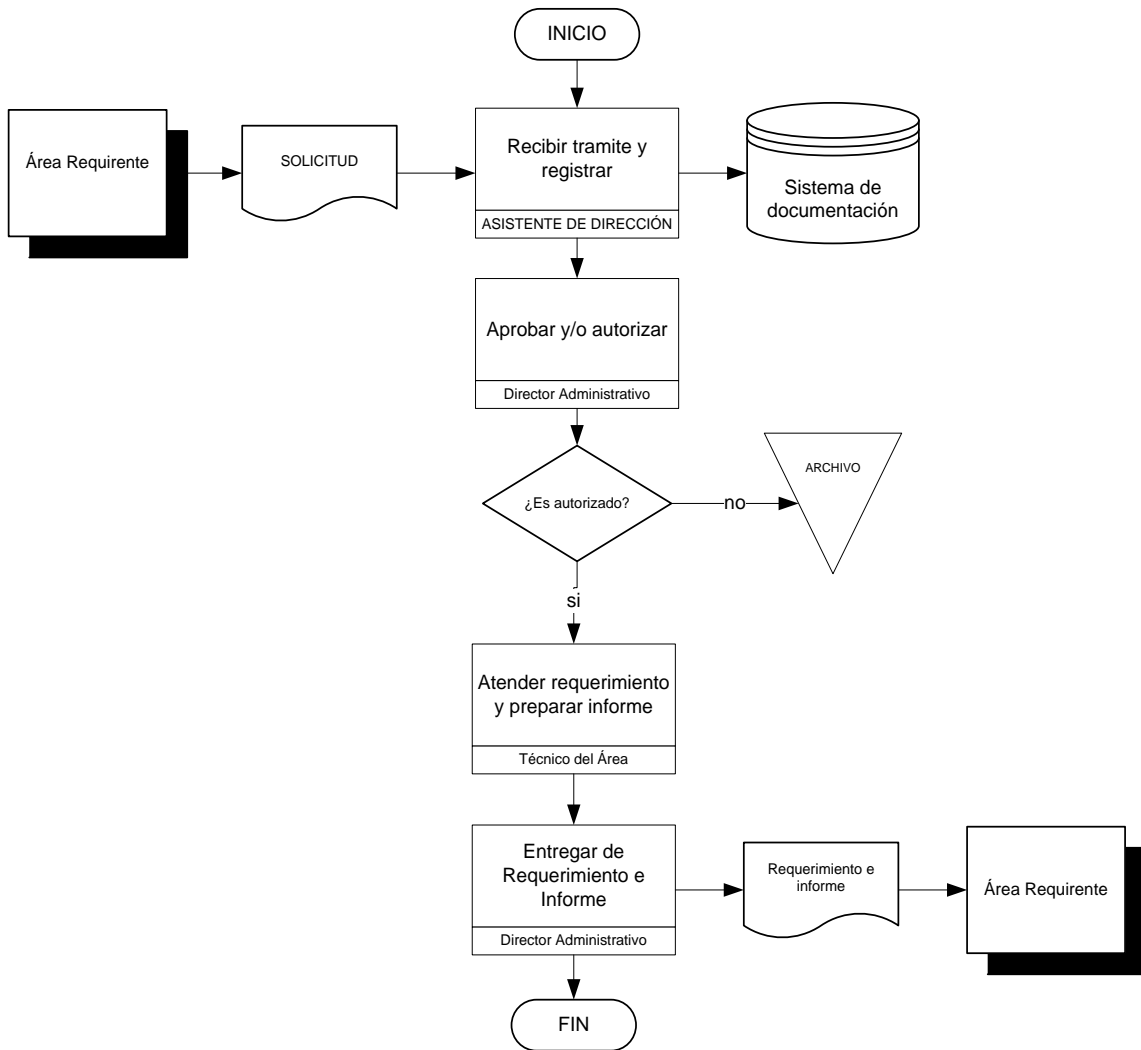 INICIO
Área Requirente
SOLICITUD
Recibir tramite y
registrar
ASISTENTE DE DIRECCIÓN
Sistema de
documentación
Aprobar y/o autorizar
Director Administrativo
¿Es autorizado?
no
ARCHIVO
si
Atender requerimiento
y preparar informe
Técnico del Área
Entregar de
Requerimiento e
Informe
Director Administrativo
Requerimiento e
informe
Área Requirente
FIN